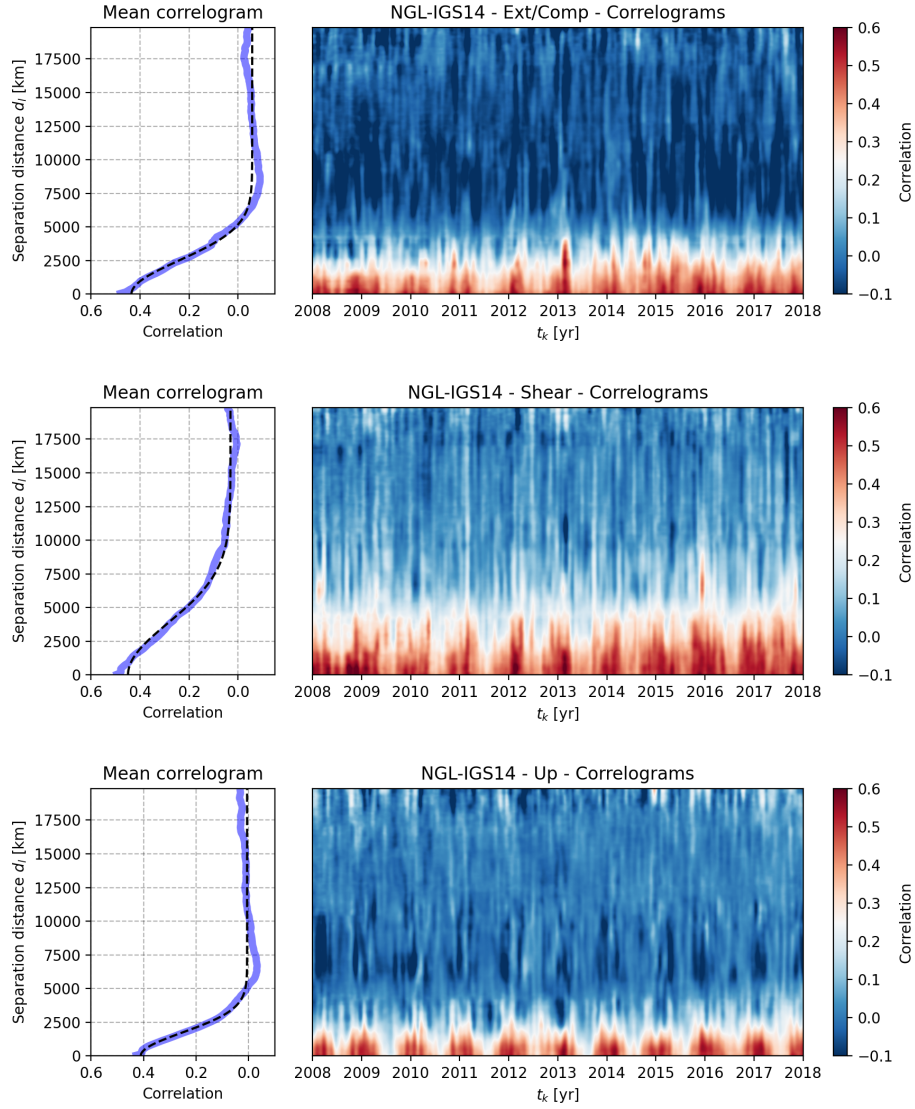 Mean correlogram
NGL-IGS14 - Ext/Comp - Correlograms
Separation distance d_l [km]
17500
15000
12500
10000
7500
5000
2500
0
0.6 0.4 0.2 0.0
Correlation
2008 2009 2010 2011 2012 2013 2014 2015 2016 2017 2018
t_k [yr]
0.6
0.5
0.4
0.3
0.2
0.1
0.0
−0.1
Correlation
Mean correlogram
NGL-IGS14 - Shear - Correlograms
Separation distance d_l [km]
17500
15000
12500
10000
7500
5000
2500
0
0.6 0.4 0.2 0.0
Correlation
2008 2009 2010 2011 2012 2013 2014 2015 2016 2017 2018
t_k [yr]
0.6
0.5
0.4
0.3
0.2
0.1
0.0
−0.1
Correlation
Mean correlogram
NGL-IGS14 - Up - Correlograms
Separation distance d_l [km]
17500
15000
12500
10000
7500
5000
2500
0
0.6 0.4 0.2 0.0
Correlation
2008 2009 2010 2011 2012 2013 2014 2015 2016 2017 2018
t_k [yr]
0.6
0.5
0.4
0.3
0.2
0.1
0.0
−0.1
Correlation